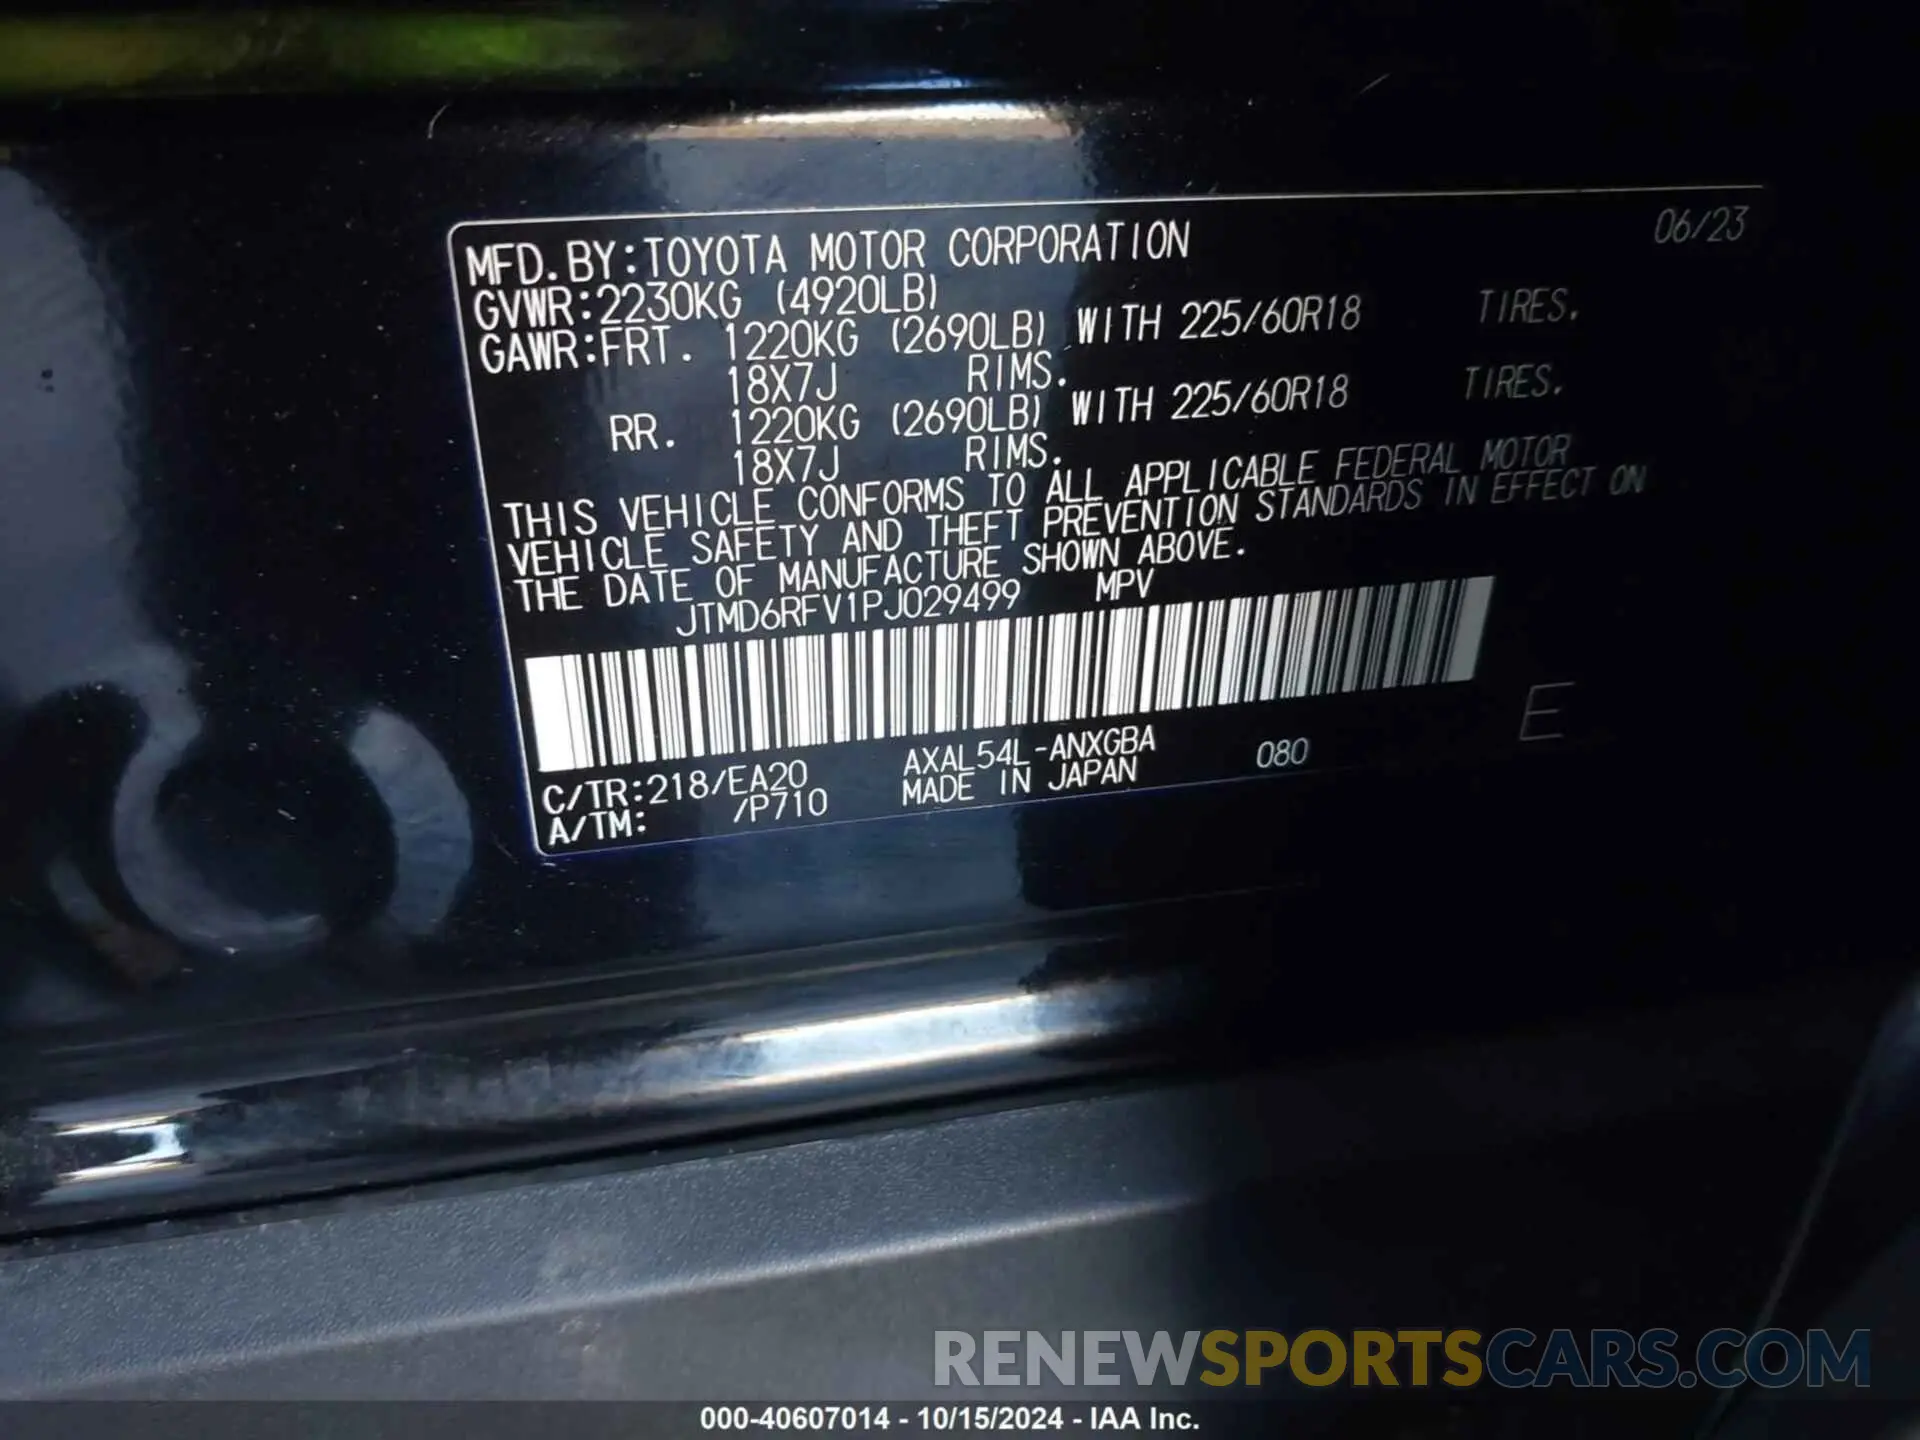 06/23
MFD. BY:TOYOTA MOTOR CORPORATION
GVWR:2230KG (4920LB)
GAWR:FRT. 1220KG (2690LB) WITH 225/60R18 TIRES.
18X7J RIMS.
RR. 1220KG (2690LB) WITH 225/60R18 TIRES.
18X7J RIMS.
THIS VEHICLE CONFORMS TO ALL APPLICABLE FEDERAL MOTOR
VEHICLE SAFETY AND THEFT PREVENTION STANDARDS IN EFFECT ON
THE DATE OF MANUFACTURE SHOWN ABOVE.
JTMD6RFV1PJ029499 MPV
E
C/TR:218/EA20 AXAL54L-ANXGBA 080
A/TM: /P710 MADE IN JAPAN
RENEWSPORTSCARS.COM
000-40607014 - 10/15/2024 - IAA Inc.